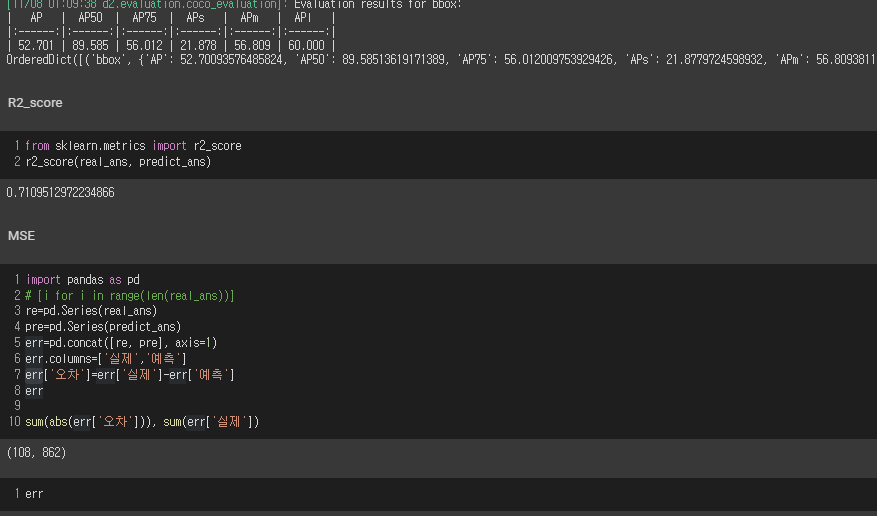 [11/08 01:09:38 d2.evaluation.coco_evaluation]: Evaluation results for bbox:
|   AP   |  AP50  |  AP75  |  APs   |  APm   |  APl   |
|:------:|:------:|:------:|:------:|:------:|:------:|
| 52.701 | 89.585 | 56.012 | 21.878 | 56.809 | 60.000 |
OrderedDict([('bbox', {'AP': 52.70093576485824, 'AP50': 89.58513619171389, 'AP75': 56.012009753929426, 'APs': 21.8779724598932, 'APm': 56.8093811
R2_score
1 from sklearn.metrics import r2_score
2 r2_score(real_ans, predict_ans)
0.7109512972234866
MSE
1 import pandas as pd
2 # [i for i in range(len(real_ans))]
3 re=pd.Series(real_ans)
4 pre=pd.Series(predict_ans)
5 err=pd.concat([re, pre], axis=1)
6 err.columns=['실제','예측']
7 err['오차']=err['실제']-err['예측']
8 err
9
10 sum(abs(err['오차'])), sum(err['실제'])
(108, 862)
1 err